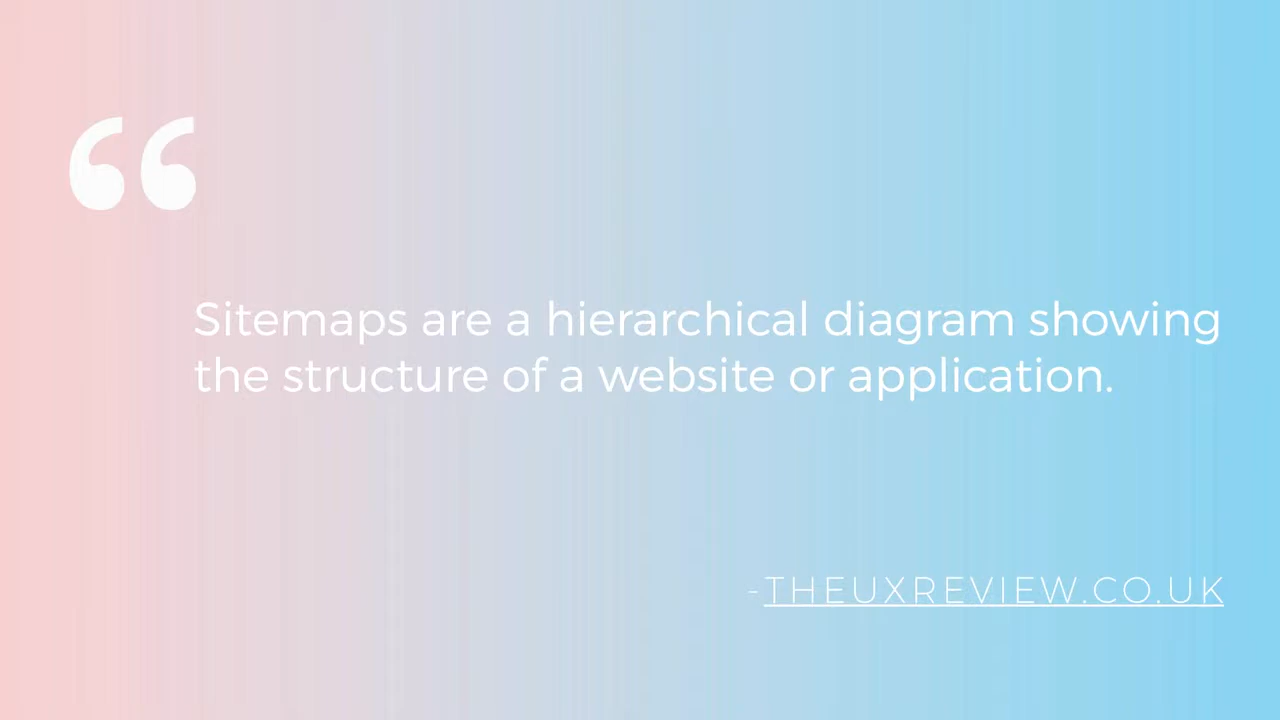 “
Sitemaps are a hierarchical diagram showing
the structure of a website or application.
-THEUXREVIEW.CO.UK